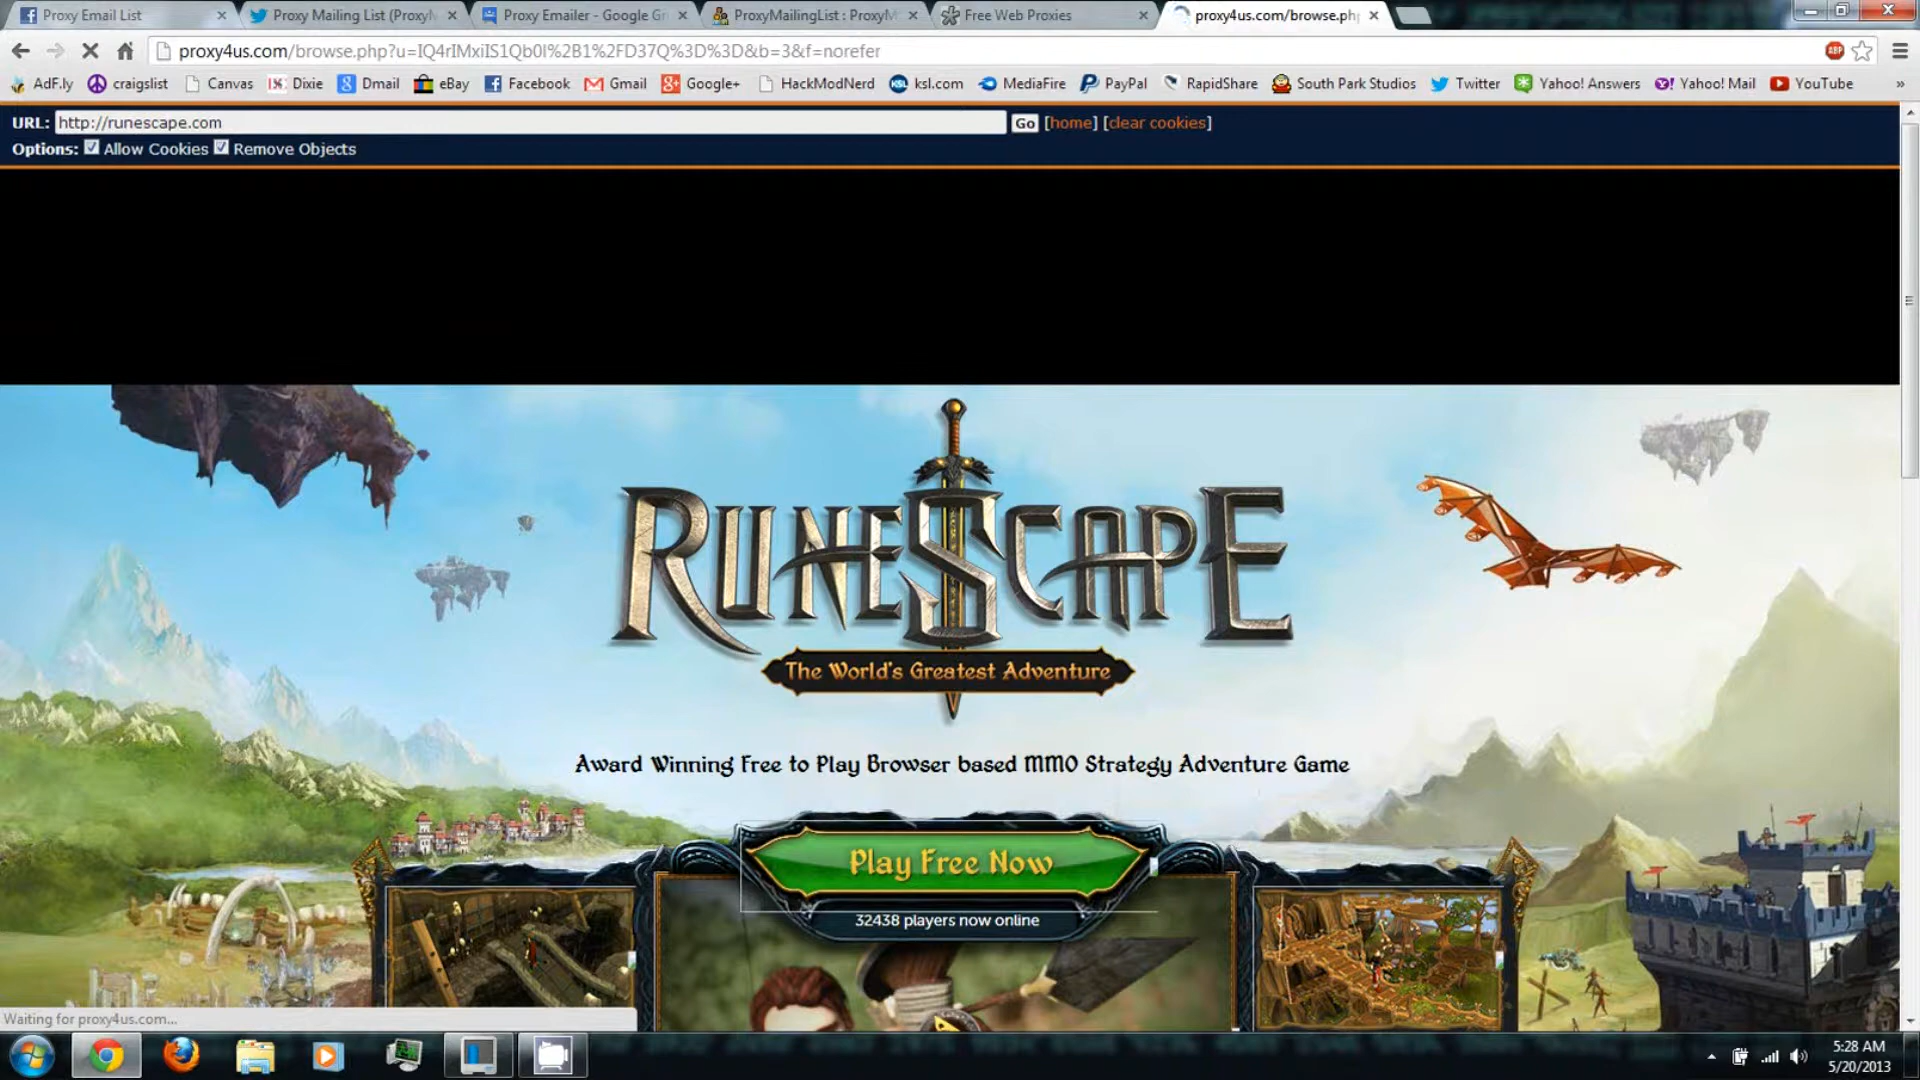 Proxy Email List
Proxy Mailing List (ProxyM
Proxy Emailer - Google Gr
ProxyMailingList : ProxyM
Free Web Proxies
proxy4us.com/browse.php
proxy4us.com/browse.php?u=IQ4rIMxiIS1Qb0l%2B1%2FD37Q%3D%3D&b=3&f=norefer
ABP
AdF.ly
craigslist
Canvas
Dixie
Dmail
eBay
Facebook
Gmail
Google+
HackModNerd
ksl.com
MediaFire
PayPal
RapidShare
South Park Studios
Twitter
Yahoo! Answers
Yahoo! Mail
YouTube
»
URL: http://runescape.com Go [home] [clear cookies]
Options: Allow Cookies Remove Objects
RuneScape
The World's Greatest Adventure
Award Winning Free to Play Browser based MMO Strategy Adventure Game
Play Free Now
32438 players now online
Waiting for proxy4us.com...
5:28 AM
5/20/2013